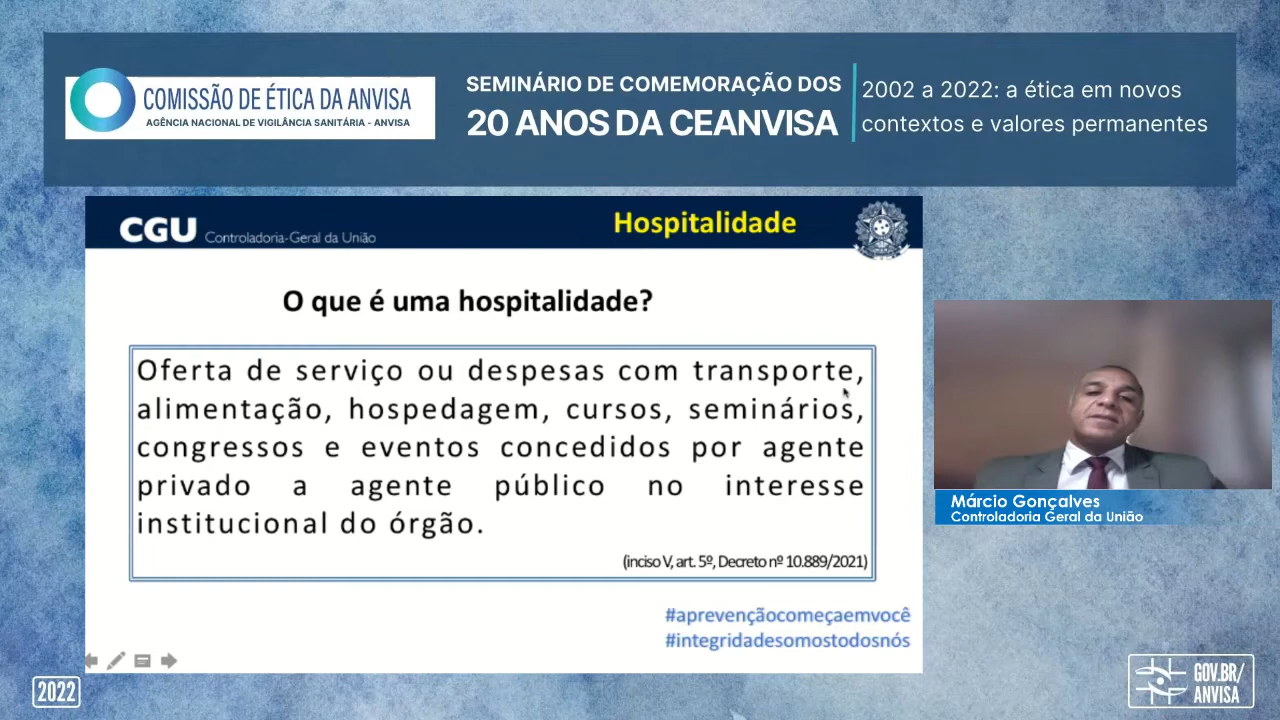 COMISSÃO DE ÉTICA DA ANVISA
AGÊNCIA NACIONAL DE VIGILÂNCIA SANITÁRIA - ANVISA
SEMINÁRIO DE COMEMORAÇÃO DOS
20 ANOS DA CEANVISA
2002 a 2022: a ética em novos
contextos e valores permanentes
CGU Controladoria-Geral da União
Hospitalidade
O que é uma hospitalidade?
Oferta de serviço ou despesas com transporte,
alimentação, hospedagem, cursos, seminários,
congressos e eventos concedidos por agente
privado a agente público no interesse
institucional do órgão.
(inciso V, art. 5º, Decreto nº 10.889/2021)
#aprevençãocomeçaemvocê
#integridadesomostodosnós
Márcio Gonçalves
Controladoria Geral da União
2022
GOV.BR/
ANVISA